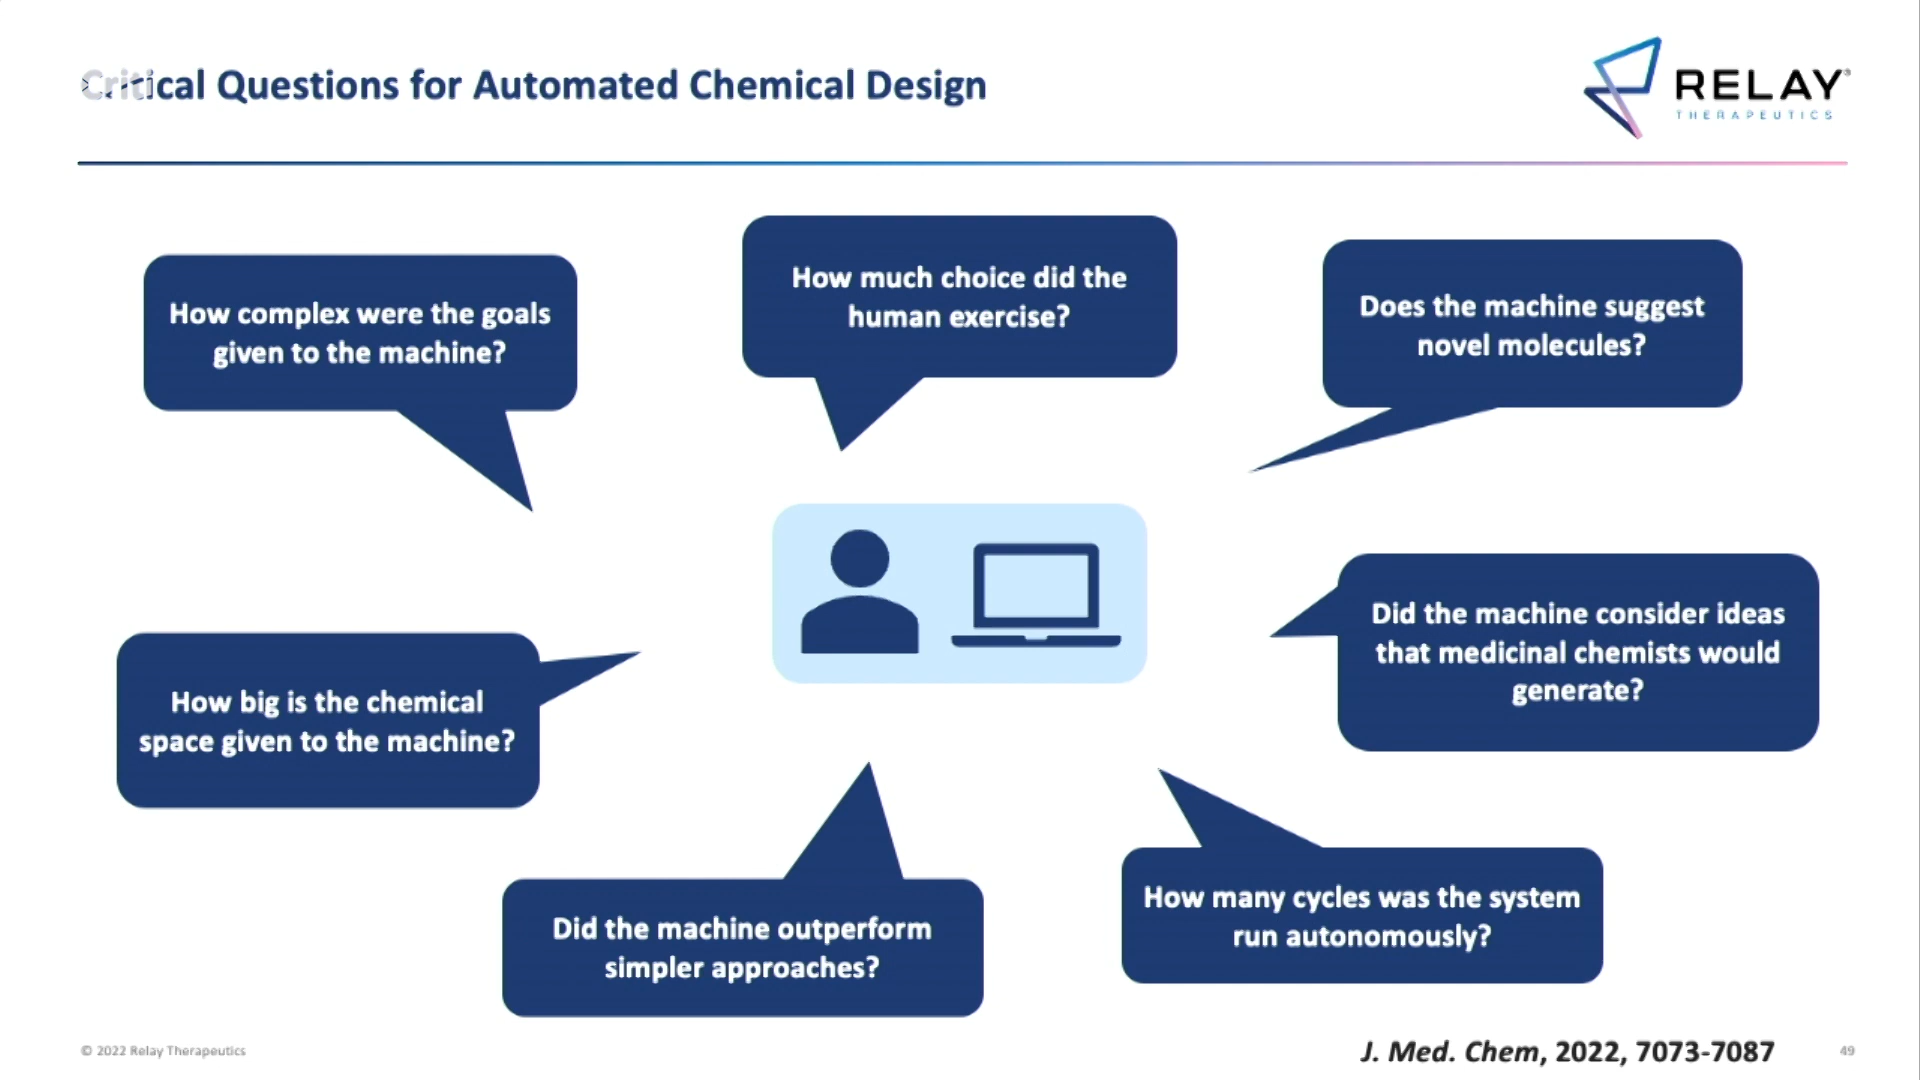 Critical Questions for Automated Chemical Design
RELAY
THERAPEUTICS
How complex were the goals
given to the machine?
How much choice did the
human exercise?
Does the machine suggest
novel molecules?
Did the machine consider ideas
that medicinal chemists would
generate?
How big is the chemical
space given to the machine?
Did the machine outperform
simpler approaches?
How many cycles was the system
run autonomously?
© 2022 Relay Therapeutics
J. Med. Chem, 2022, 7073-7087
49